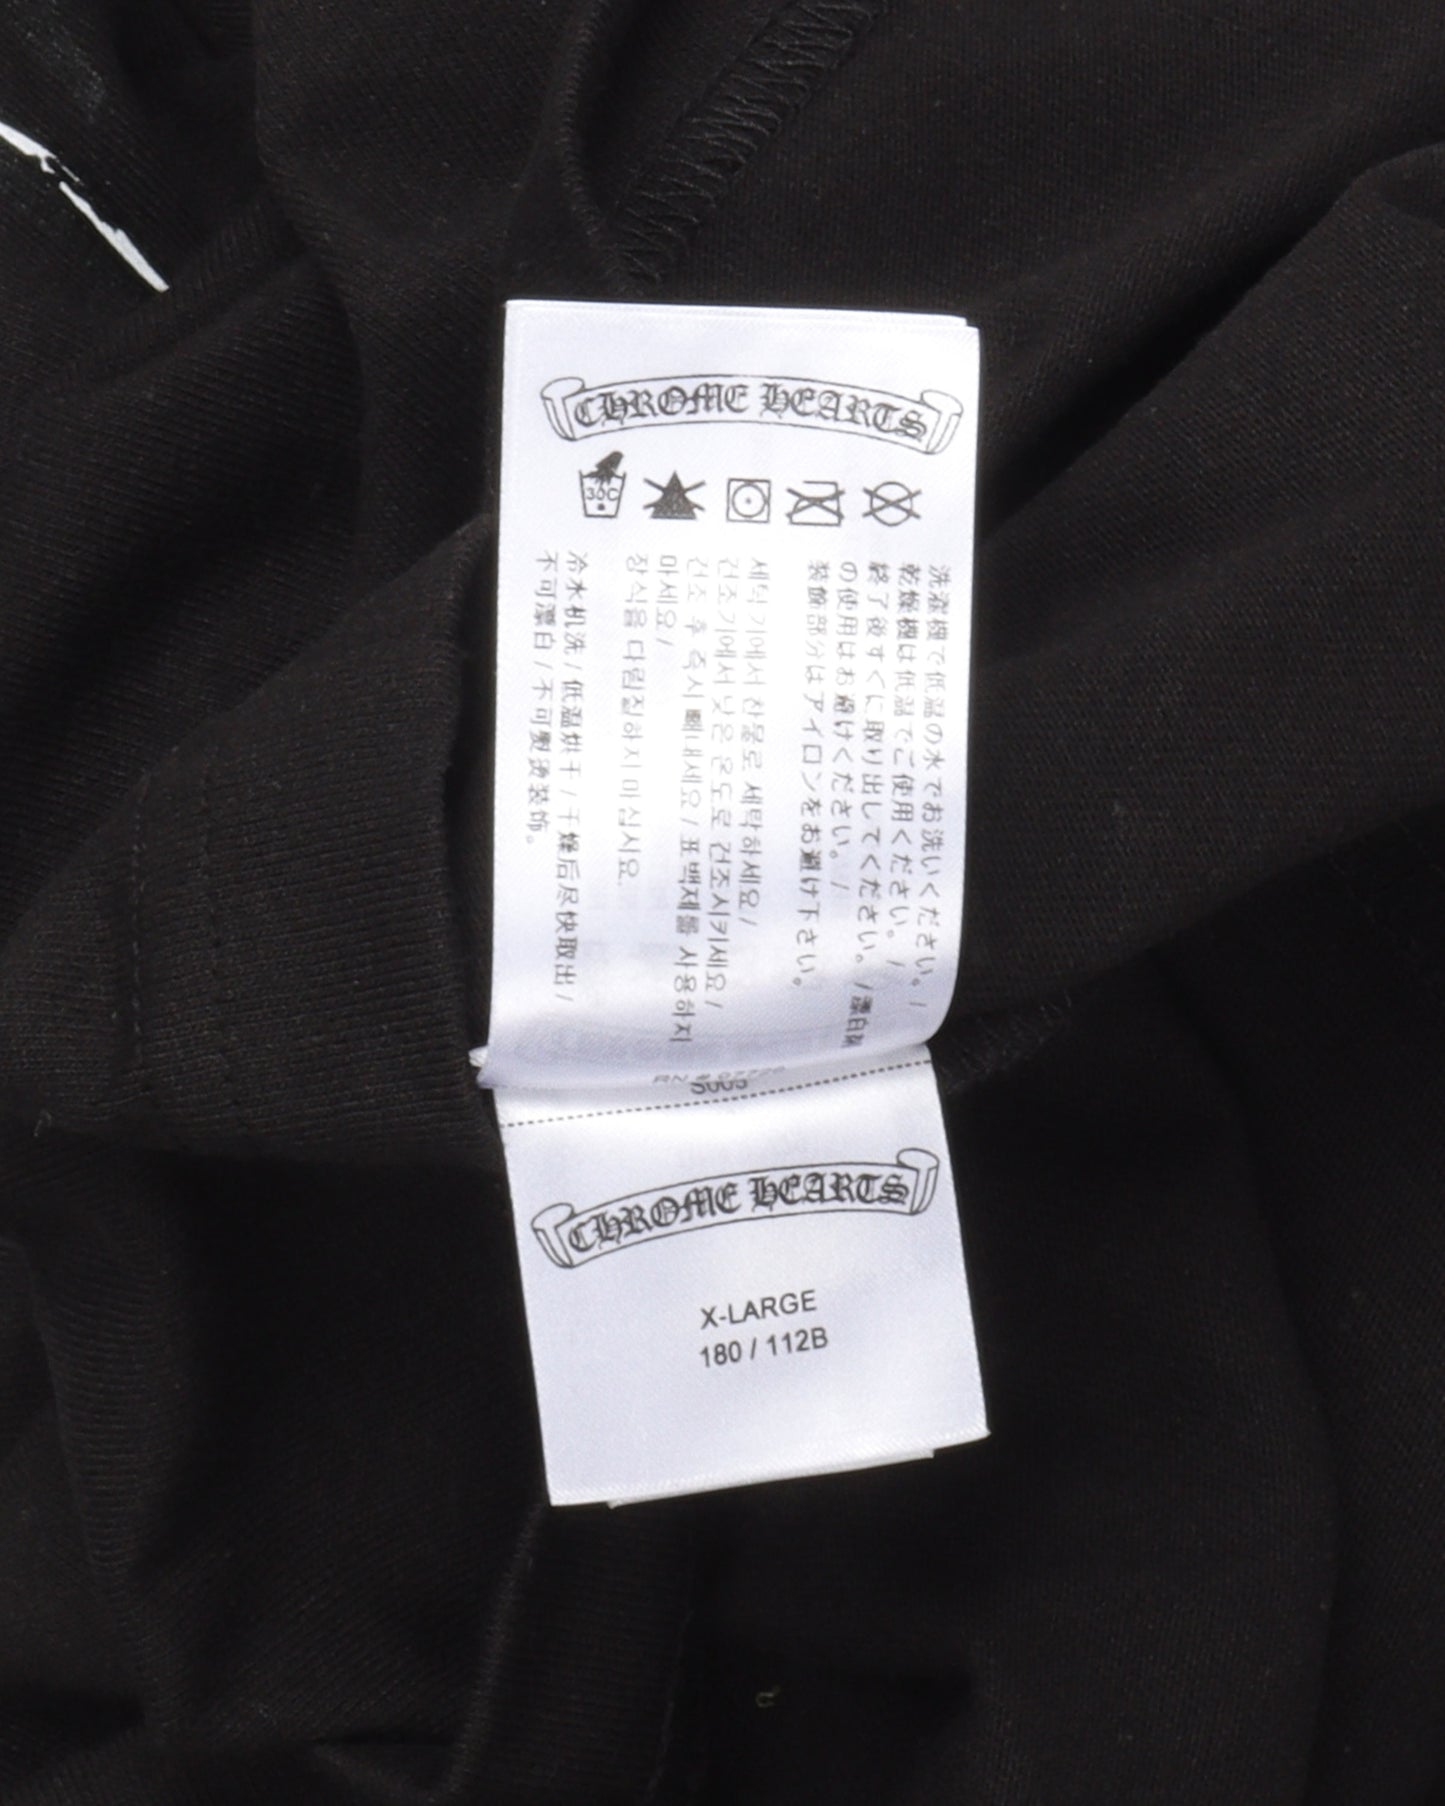 CHROME HEARTS
30C
洗濯機で低温の水でお洗いください。/
乾燥機は低温でご使用ください。/
終了後すぐに取り出してください。/漂白剤
の使用はお避けください。/
装飾部分はアイロンをお避け下さい。
세탁기에서 찬물로 세탁하세요/
건조기에서 낮은 온도로 건조시키세요/
건조 후 즉시 빼내세요/표백제를 사용하지
마세요/
장식을 다림질하지 마십시오.
冷水机洗/低温烘干/干燥后尽快取出/
不可漂白/不可熨烫装饰。
S005
CHROME HEARTS
X-LARGE
180 / 112B